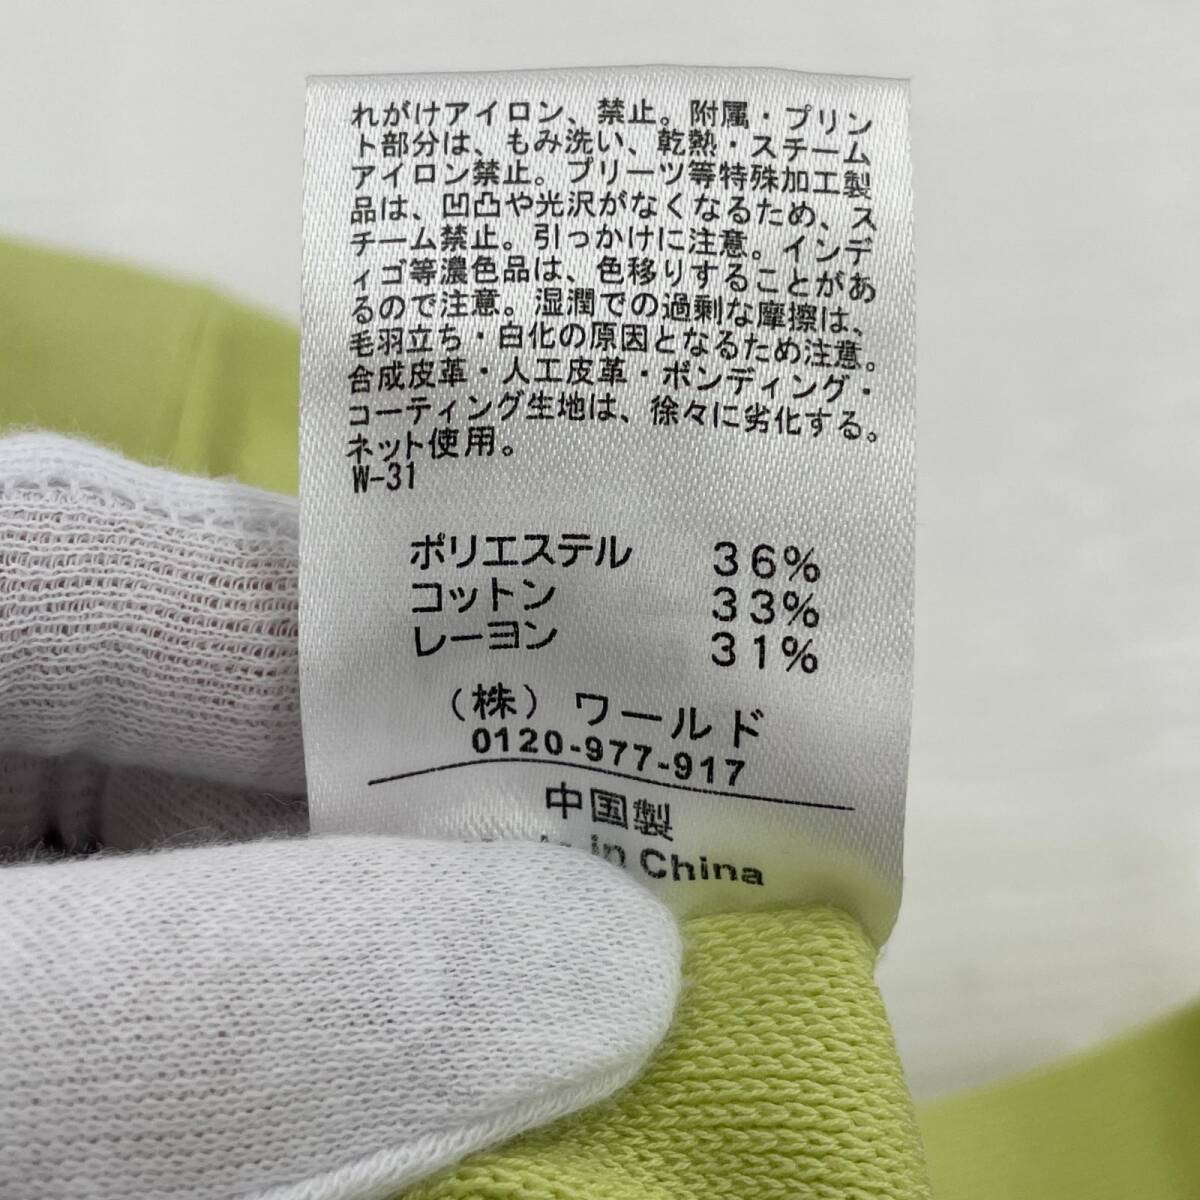 れがけアイロン、禁止。附属・プリン
ト部分は、もみ洗い、乾熱・スチーム
アイロン禁止。プリーツ等特殊加工製
品は、凹凸や光沢がなくなるため、ス
チーム禁止。引っかけに注意。インデ
ィゴ等濃色品は、色移りすることがあ
るので注意。湿潤での過剰な摩擦は、
毛羽立ち・白化の原因となるため注意。
合成皮革・人工皮革・ボンディング・
コーティング生地は、徐々に劣化する。
ネット使用。
W-31
ポリエステル 36%
コットン 33%
レーヨン 31%
（株）ワールド
0120-977-917
中国製
in China